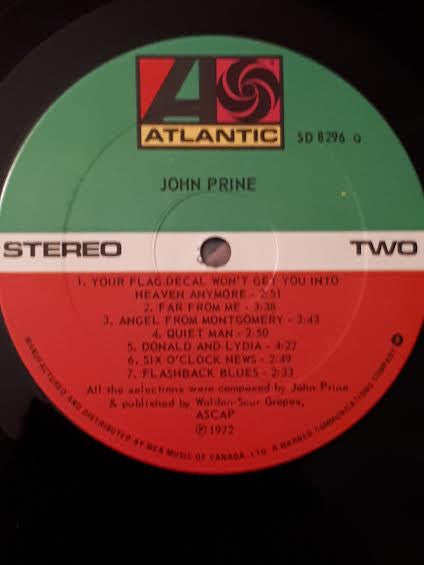 ATLANTIC
SD 8296 Q
JOHN PRINE
STEREO
TWO
1. YOUR FLAG DECAL WON'T GET YOU INTO
HEAVEN ANYMORE - 2:51
2. FAR FROM ME - 3:38
3. ANGEL FROM MONTGOMERY - 3:43
4. QUIET MAN - 2:50
5. DONALD AND LYDIA - 4:27
6. SIX O'CLOCK NEWS - 2:49
7. FLASHBACK BLUES - 2:33
All the selections were composed by John Prine
& published by Walden-Sour Grapes,
ASCAP
℗ 1972
MANUFACTURED AND DISTRIBUTED BY WEA MUSIC OF CANADA, LTD. A WARNER COMMUNICATIONS COMPANY